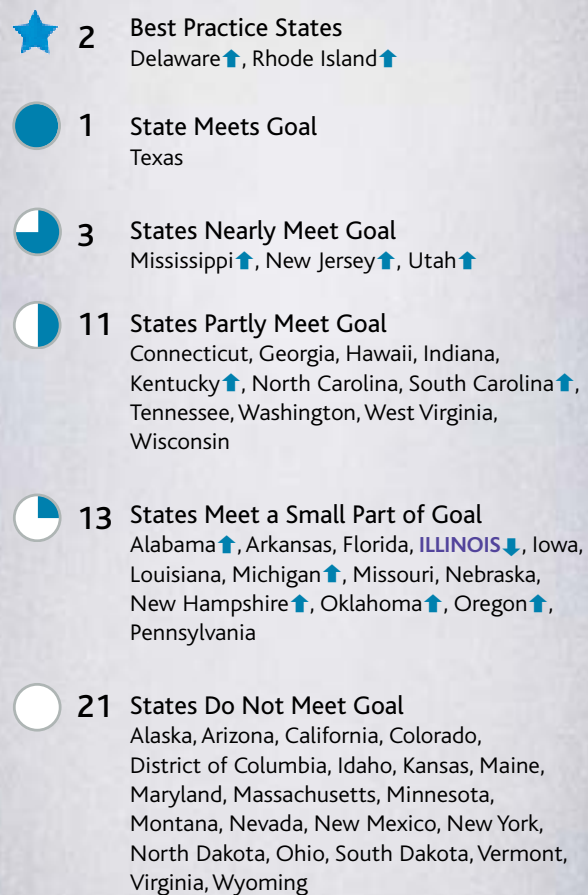 2 Best Practice States
Delaware⬆, Rhode Island⬆
1 State Meets Goal
Texas
3 States Nearly Meet Goal
Mississippi⬆, New Jersey⬆, Utah⬆
11 States Partly Meet Goal
Connecticut, Georgia, Hawaii, Indiana,
Kentucky⬆, North Carolina, South Carolina⬆,
Tennessee, Washington, West Virginia,
Wisconsin
13 States Meet a Small Part of Goal
Alabama⬆, Arkansas, Florida, ILLINOIS⬇, Iowa,
Louisiana, Michigan⬆, Missouri, Nebraska,
New Hampshire⬆, Oklahoma⬆, Oregon⬆,
Pennsylvania
21 States Do Not Meet Goal
Alaska, Arizona, California, Colorado,
District of Columbia, Idaho, Kansas, Maine,
Maryland, Massachusetts, Minnesota,
Montana, Nevada, New Mexico, New York,
North Dakota, Ohio, South Dakota, Vermont,
Virginia, Wyoming